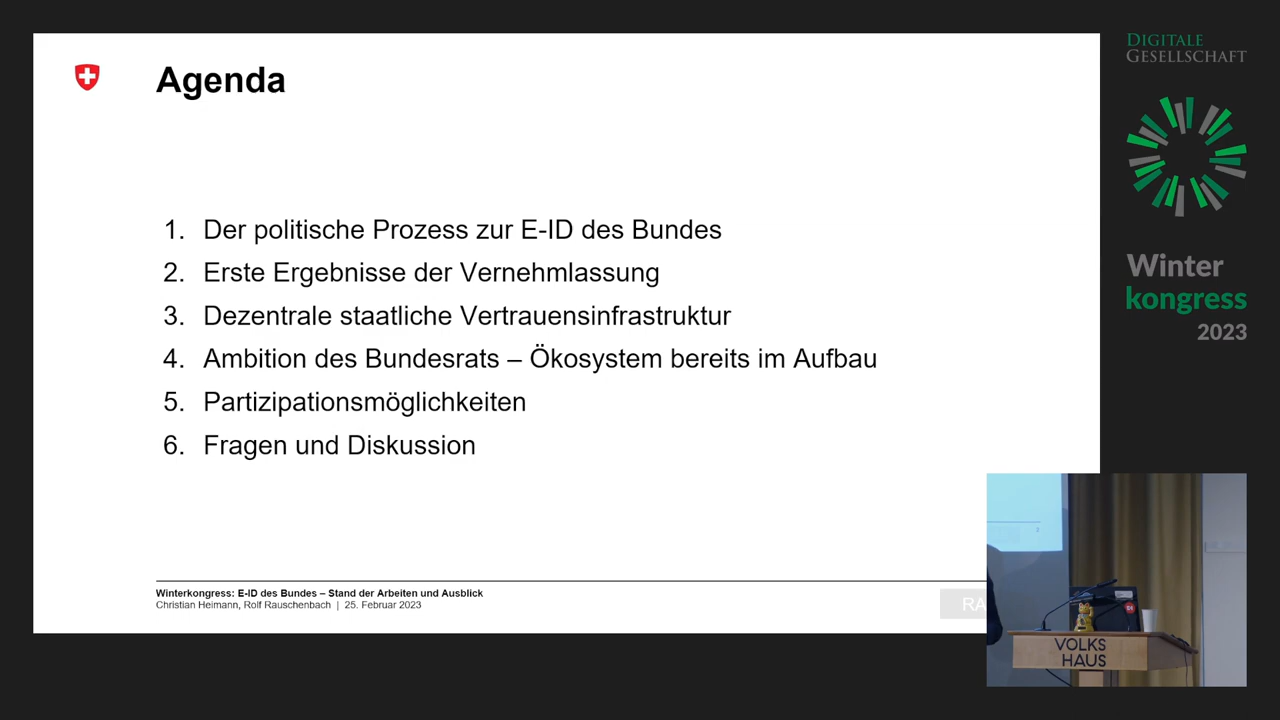 Agenda
1. Der politische Prozess zur E-ID des Bundes
2. Erste Ergebnisse der Vernehmlassung
3. Dezentrale staatliche Vertrauensinfrastruktur
4. Ambition des Bundesrats – Ökosystem bereits im Aufbau
5. Partizipationsmöglichkeiten
6. Fragen und Diskussion
Winterkongress: E-ID des Bundes – Stand der Arbeiten und Ausblick
Christian Heimann, Rolf Rauschenbach | 25. Februar 2023
RA
DIGITALE
GESELLSCHAFT
Winter
kongress
2023
VOLKS
HAUS